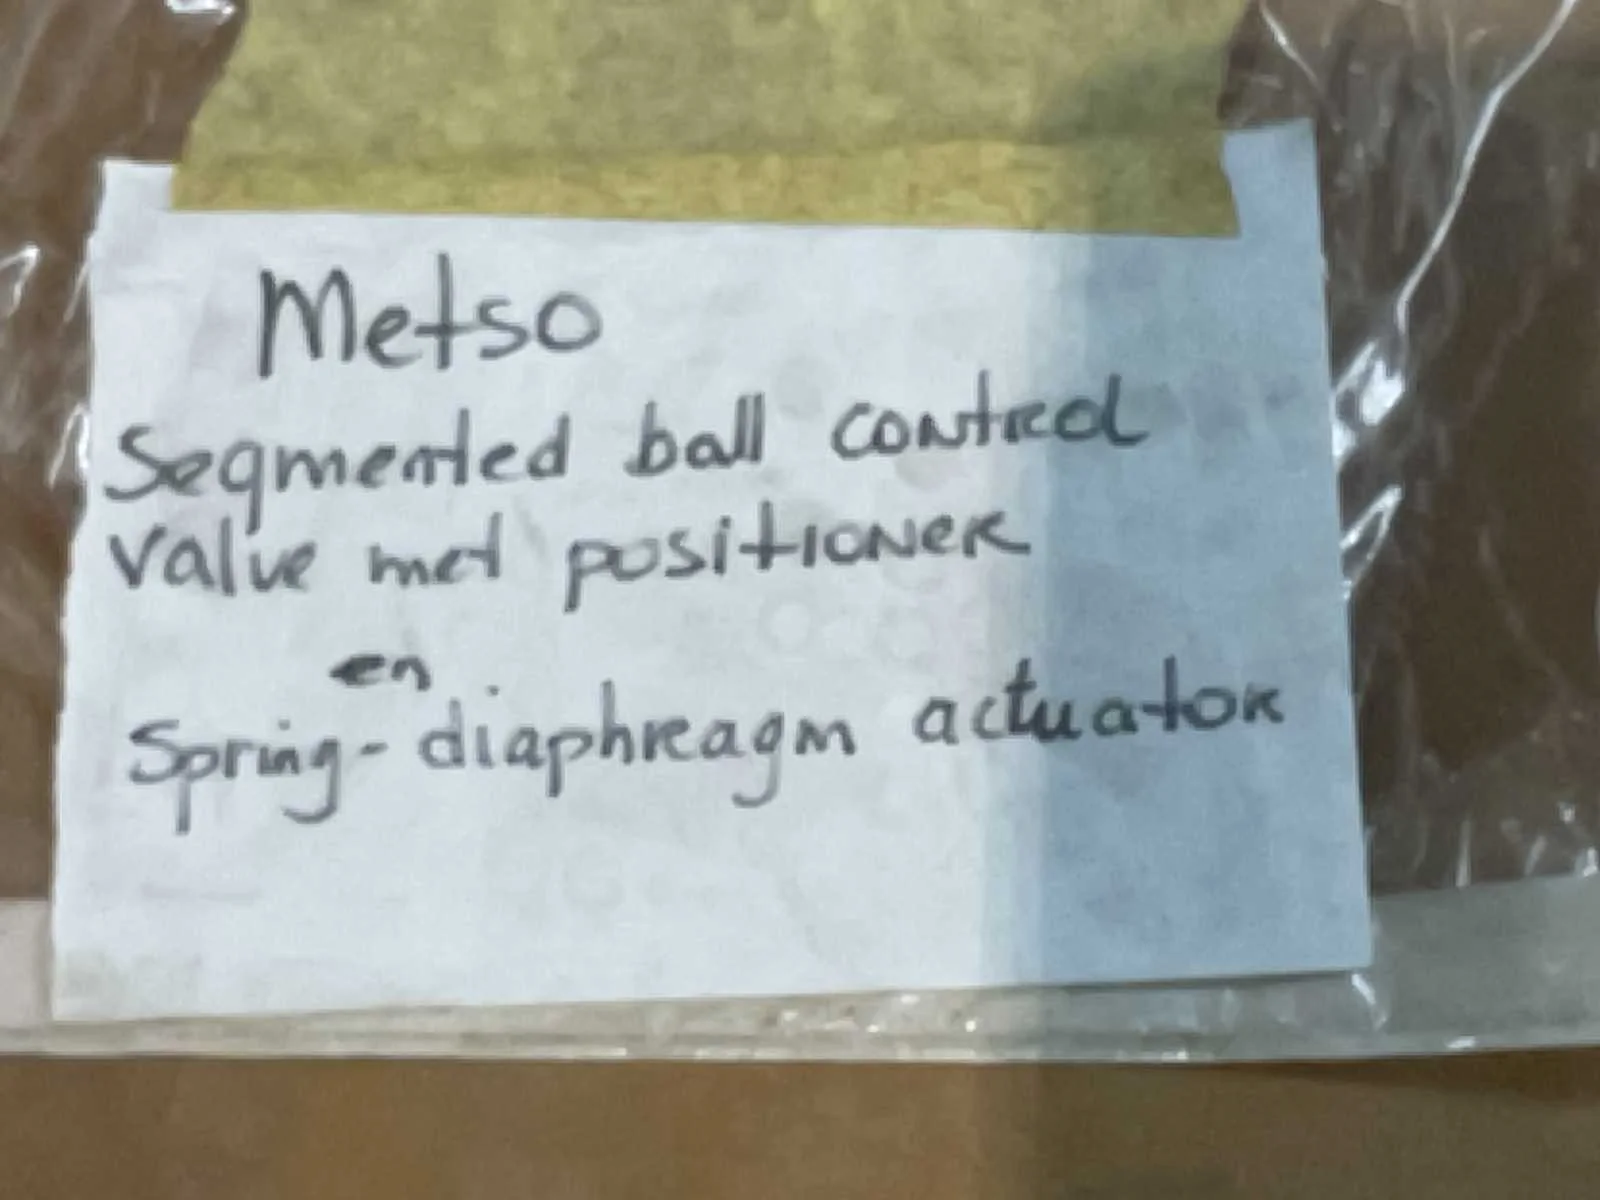 Metso
Segmented ball control
valve met positioner
en
Spring-diaphragm actuator